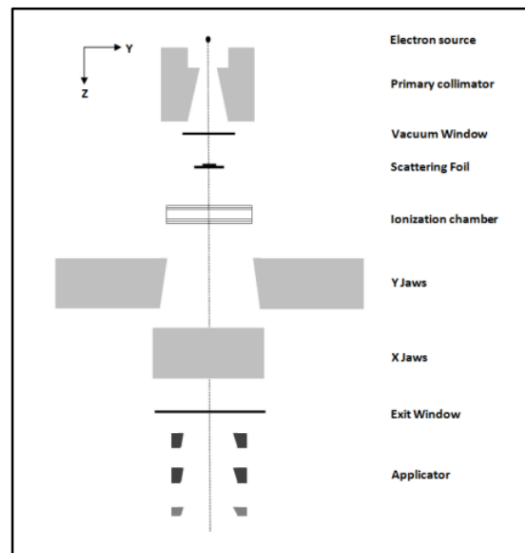 Electron source
Y
Z
Primary collimator
Vacuum Window
Scattering Foil
Ionization chamber
Y Jaws
X Jaws
Exit Window
Applicator